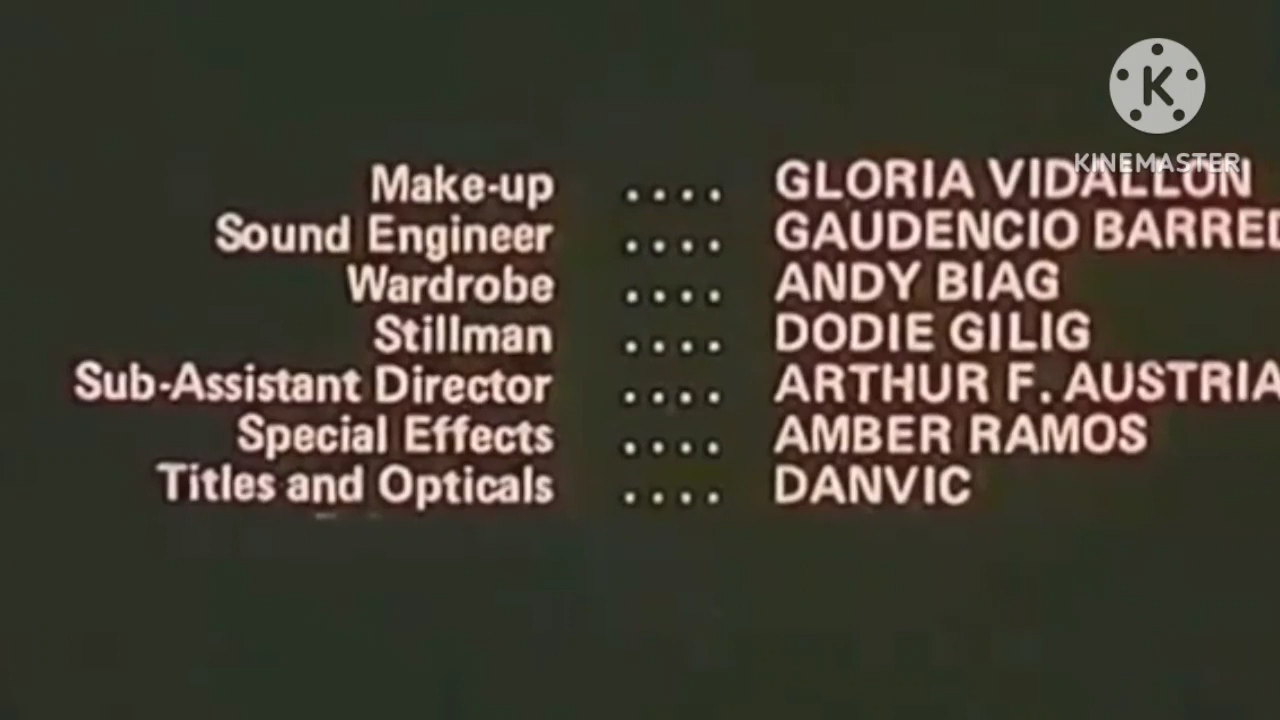 K
KINEMASTER
Make-up .... GLORIA VIDALLON
Sound Engineer .... GAUDENCIO BARREL
Wardrobe .... ANDY BIAG
Stillman .... DODIE GILIG
Sub-Assistant Director .... ARTHUR F. AUSTRIA
Special Effects .... AMBER RAMOS
Titles and Opticals .... DANVIC